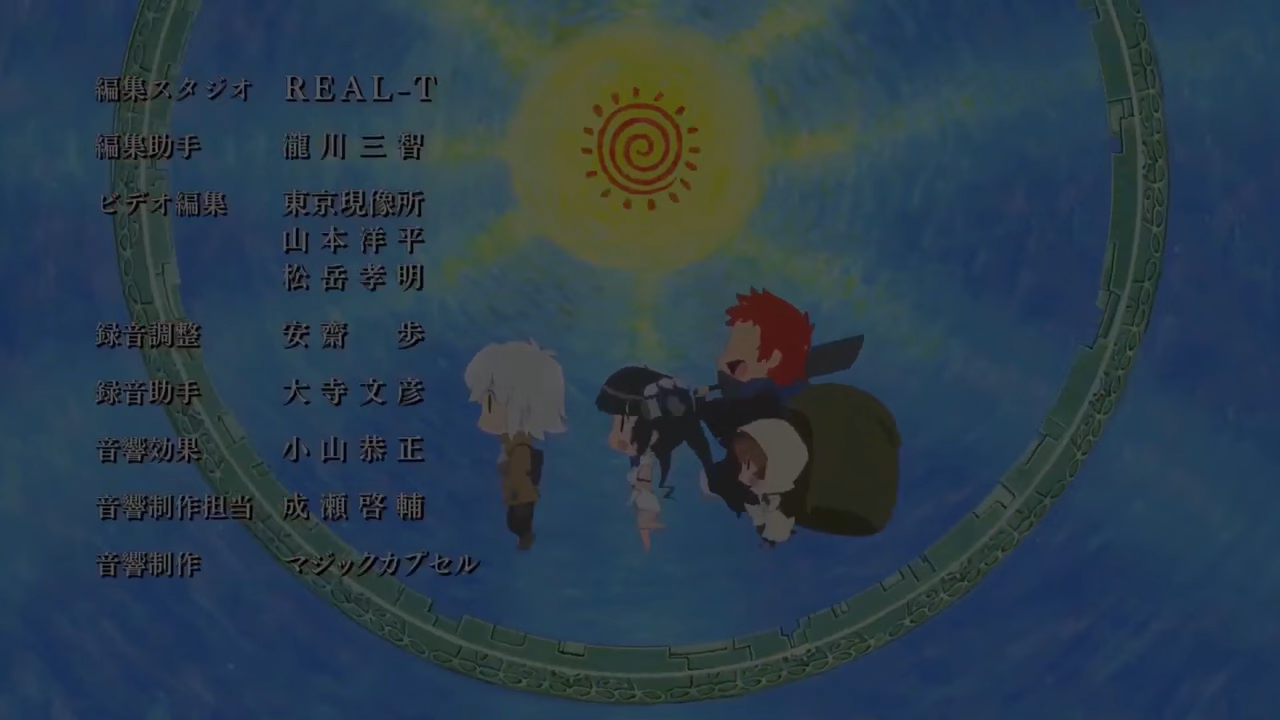 編集スタジオ REAL-T
編集助手 瀧川三智
ビデオ編集 東京現像所
山本洋平
松岳孝明
録音調整 安齋 歩
録音助手 大寺文彦
音響効果 小山恭正
音響制作担当 成瀬啓輔
音響制作 マジックカプセル